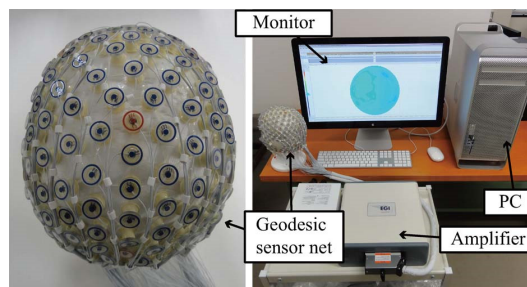 Monitor
Geodesic
sensor net
PC
Amplifier
EGI